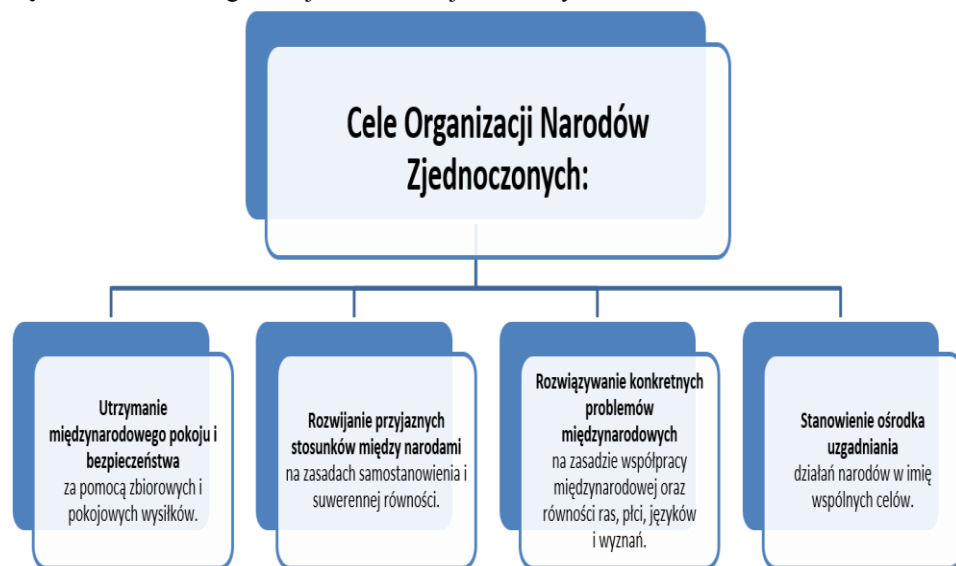 Cele Organizacji Narodów
Zjednoczonych:
Utrzymanie
międzynarodowego pokoju i
bezpieczeństwa
za pomocą zbiorowych i
pokojowych wysiłków.
Rozwijanie przyjaznych
stosunków między narodami
na zasadach samostanowienia i
suwerennej równości.
Rozwiązywanie konkretnych
problemów
międzynarodowych
na zasadzie współpracy
międzynarodowej oraz
równości ras, płci, języków
i wyznań.
Stanowienie ośrodka
uzgadniania
działań narodów w imię
wspólnych celów.